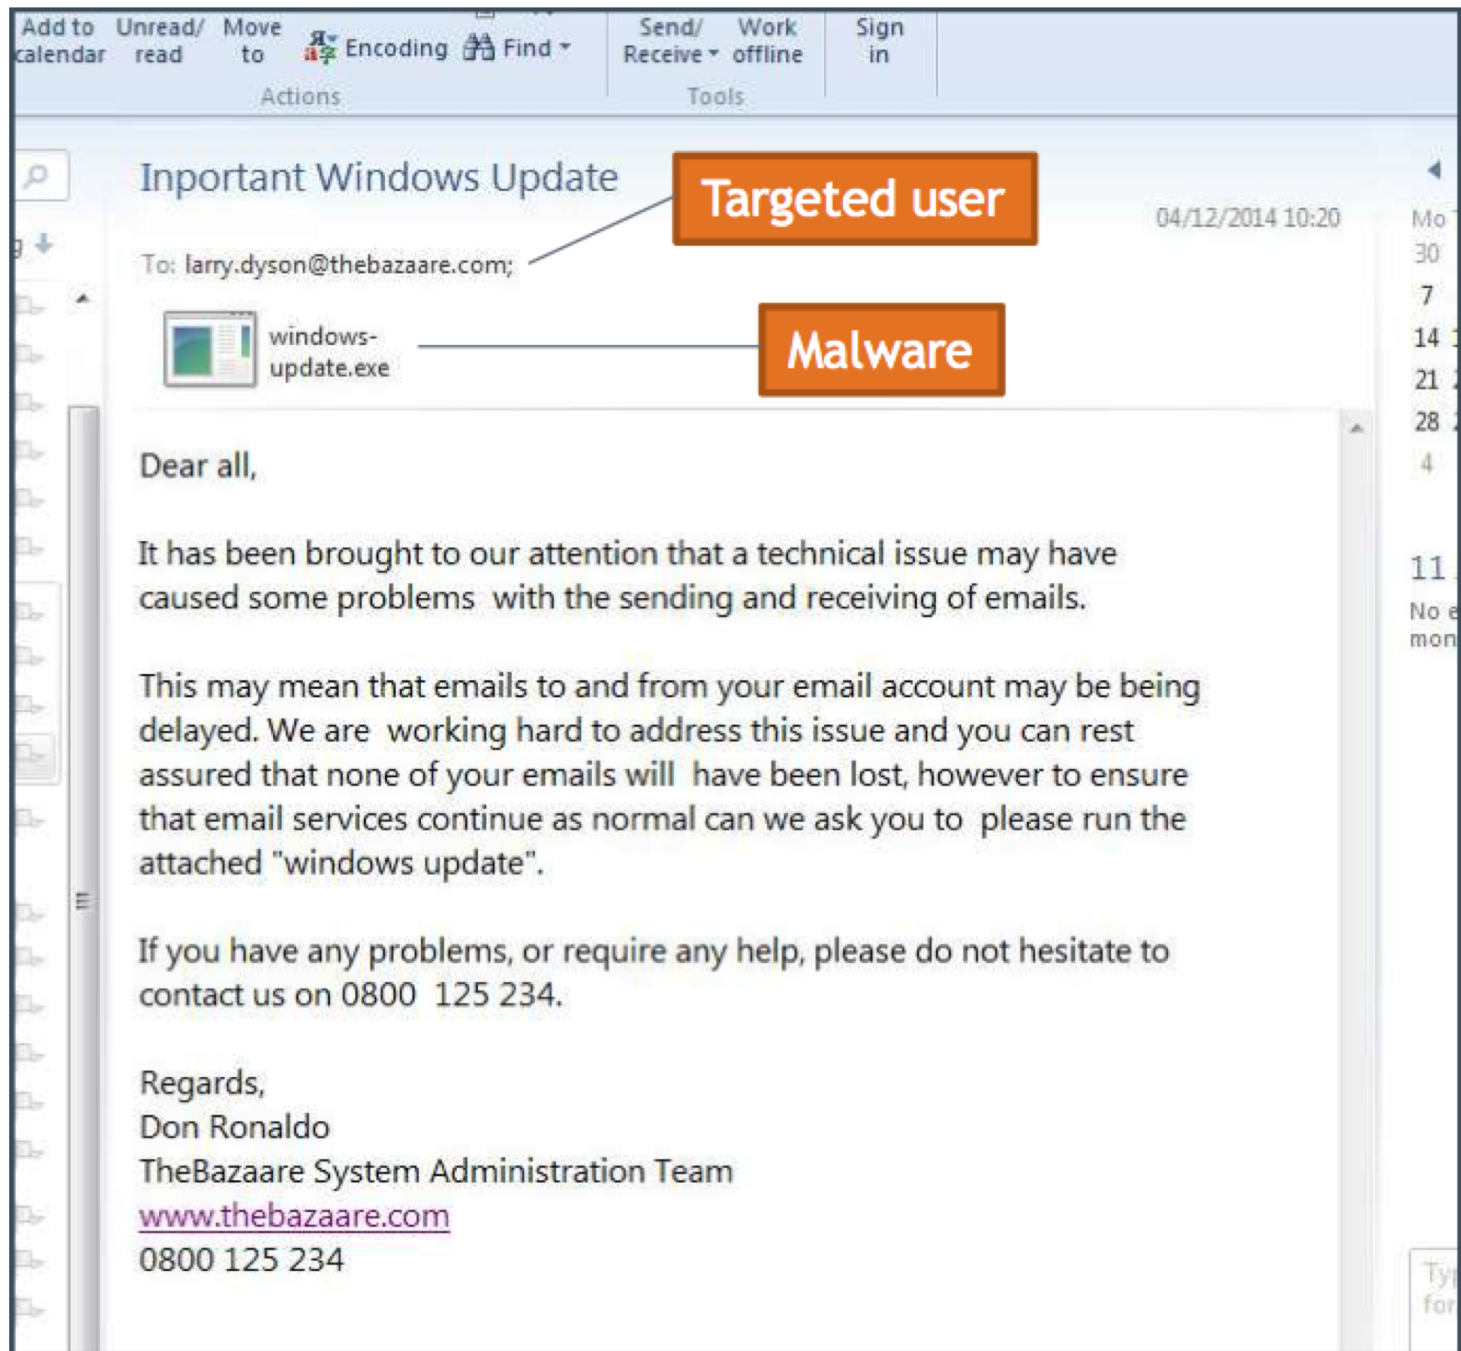 Add to Unread/ Move Send/ Work Sign
calendar read to Encoding Find Receive offline in
Actions Tools
Inportant Windows Update
Targeted user
04/12/2014 10:20
To: larry.dyson@thebazaare.com;
windows-
update.exe
Malware
Dear all,
It has been brought to our attention that a technical issue may have
caused some problems with the sending and receiving of emails.
This may mean that emails to and from your email account may be being
delayed. We are working hard to address this issue and you can rest
assured that none of your emails will have been lost, however to ensure
that email services continue as normal can we ask you to please run the
attached "windows update".
If you have any problems, or require any help, please do not hesitate to
contact us on 0800 125 234.
Regards,
Don Ronaldo
TheBazaare System Administration Team
www.thebazaare.com
0800 125 234
Mo
30
7
14
21
28
4
11
No